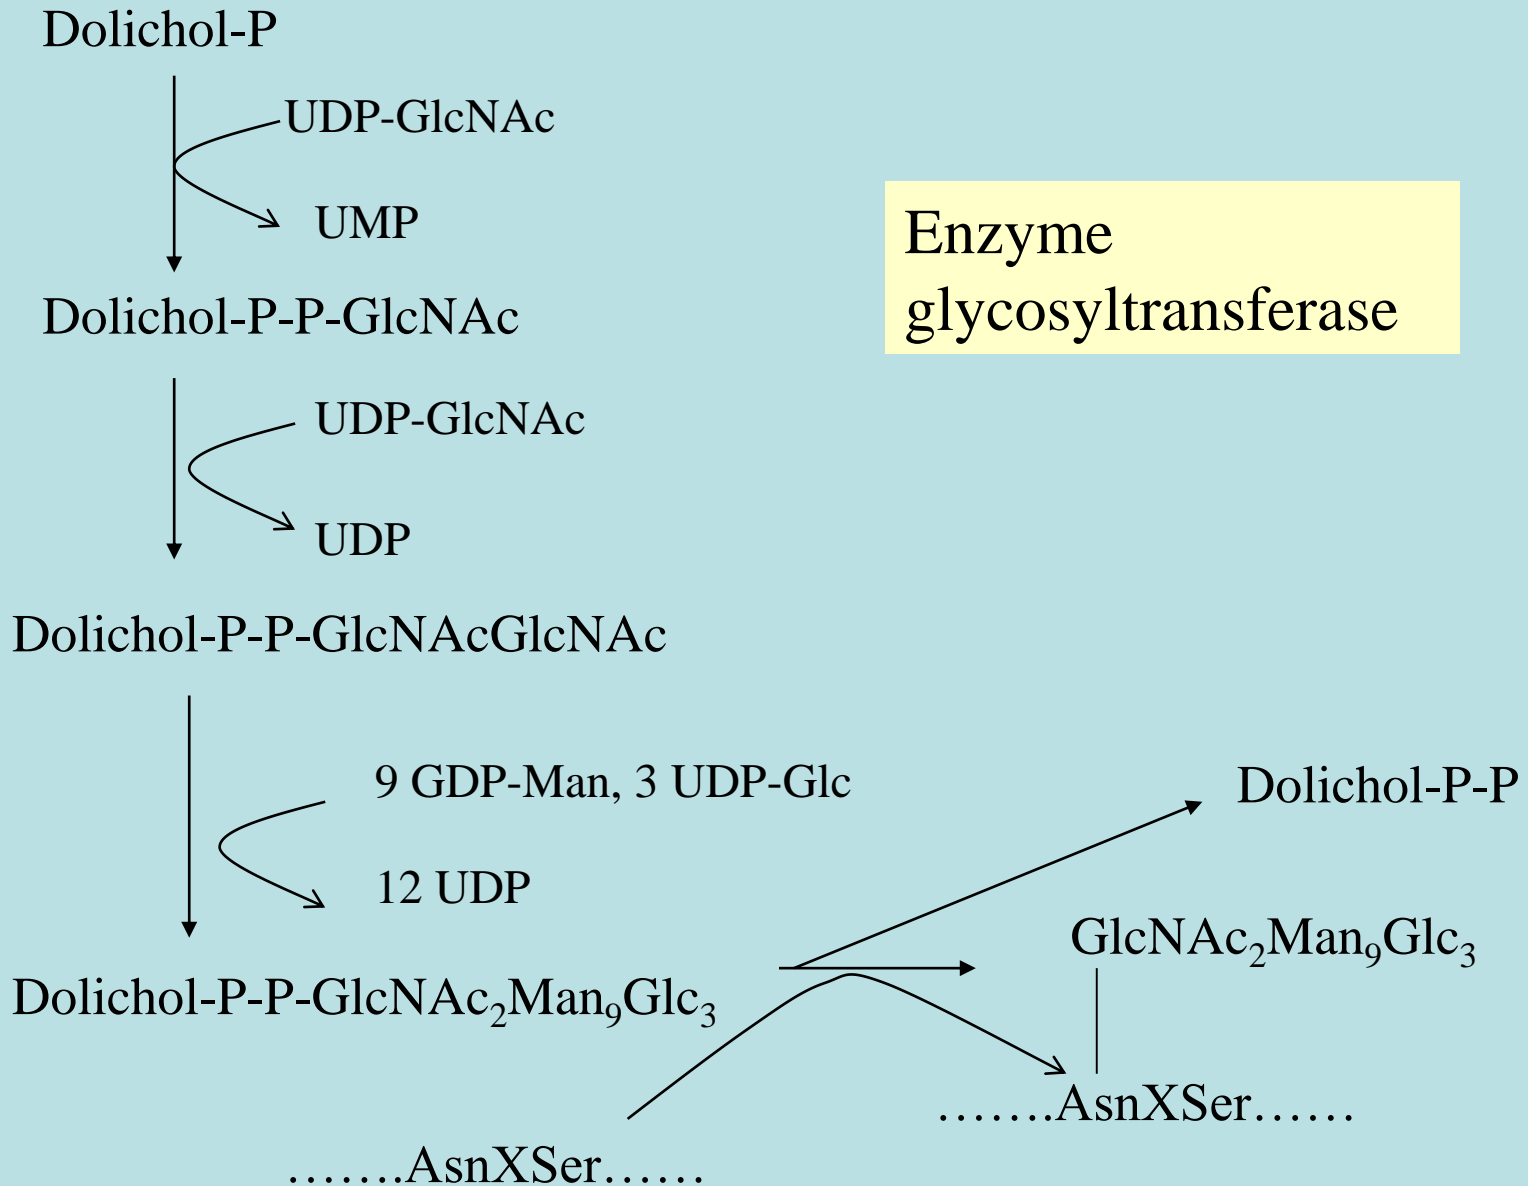 Dolichol-P
UDP-GlcNAc
UMP
Enzyme
glycosyltransferase
Dolichol-P-P-GlcNAc
UDP-GlcNAc
UDP
Dolichol-P-P-GlcNAcGlcNAc
9 GDP-Man, 3 UDP-Glc
Dolichol-P-P
12 UDP
GlcNAc₂Man₉Glc₃
Dolichol-P-P-GlcNAc₂Man₉Glc₃
…….AsnXSer……
…….AsnXSer……